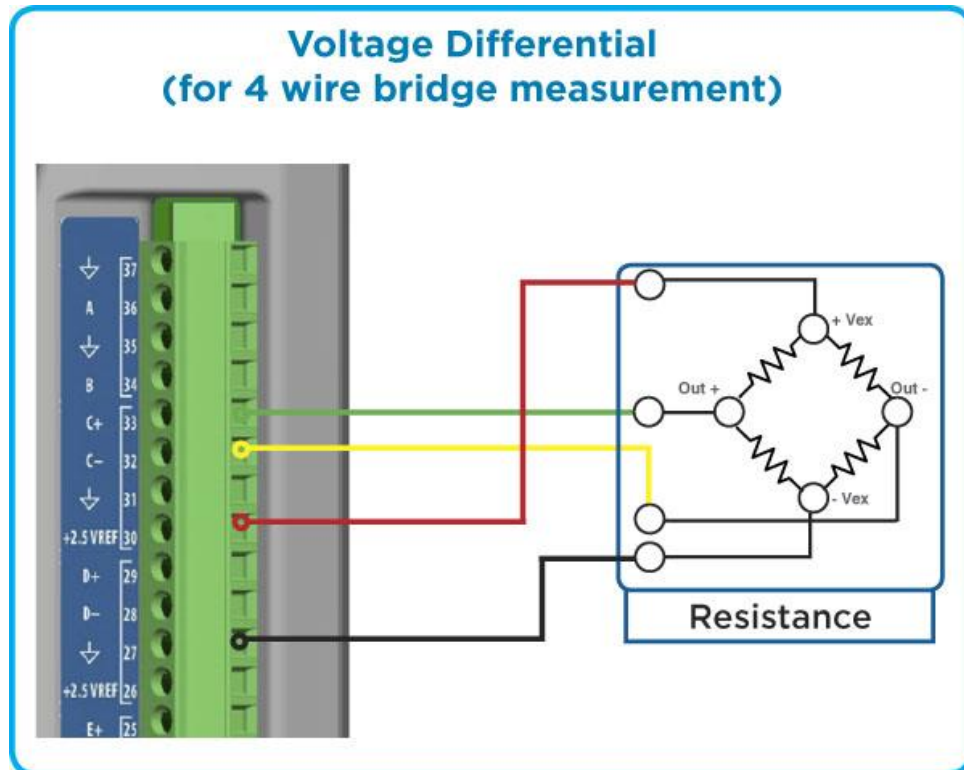 Voltage Differential
(for 4 wire bridge measurement)
37
A 36
35
B 34
C+ 33
C− 32
31
+2.5 VREF 30
D+ 29
D− 28
27
+2.5 VREF 26
E+ 25
+ Vex
Out +
Out -
- Vex
Resistance